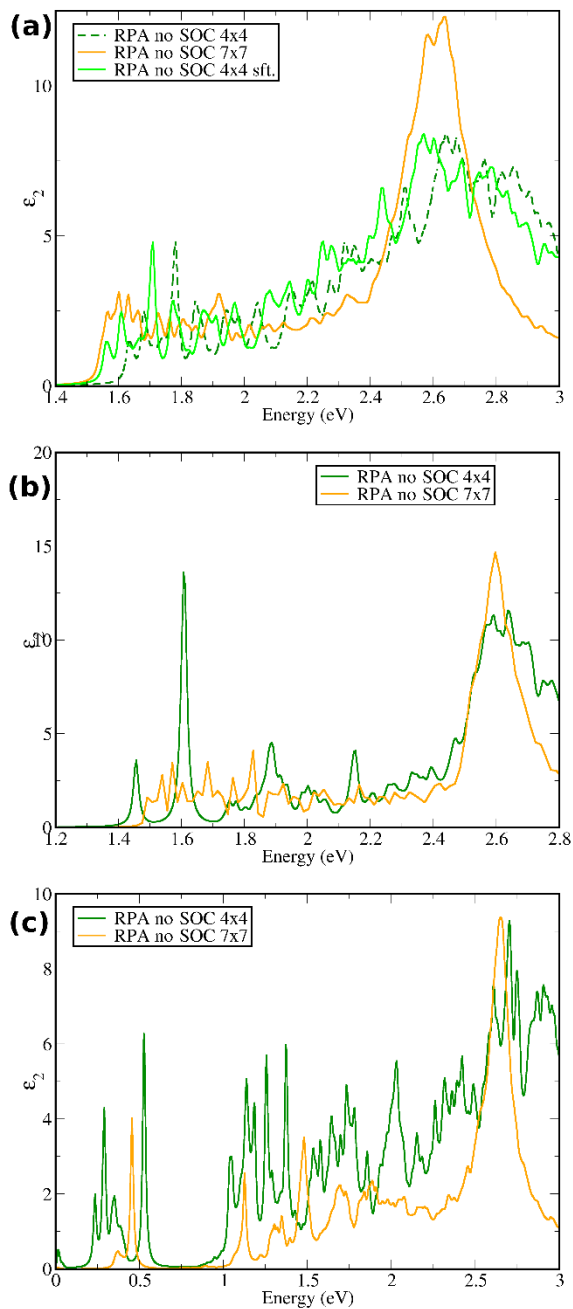 (a)
RPA no SOC 4x4
RPA no SOC 7x7
RPA no SOC 4x4 sft.
10
5
0
ε2
1.4 1.6 1.8 2 2.2 2.4 2.6 2.8 3
Energy (eV)
(b)
20
RPA no SOC 4x4
RPA no SOC 7x7
15
10
5
0
ε2
1.2 1.4 1.6 1.8 2 2.2 2.4 2.6 2.8
Energy (eV)
(c)
10
RPA no SOC 4x4
RPA no SOC 7x7
8
6
4
2
0
ε2
0 0.5 1 1.5 2 2.5 3
Energy (eV)